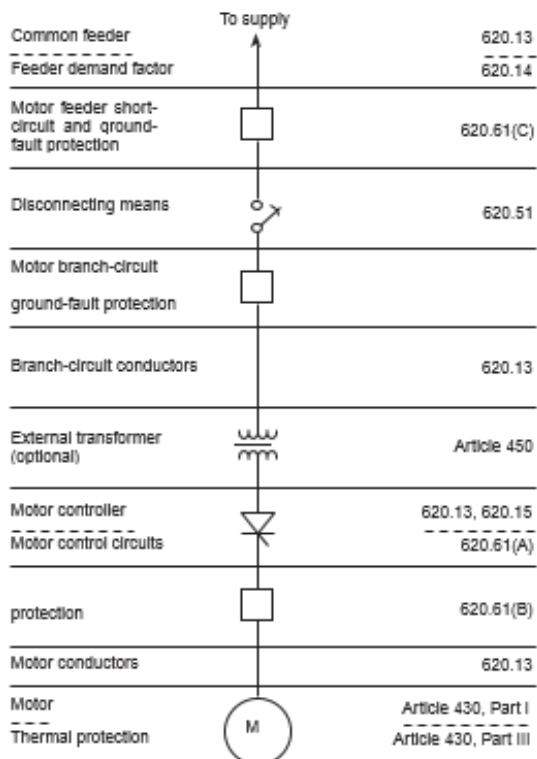 To supply
Common feeder 620.13
Feeder demand factor 620.14
Motor feeder short-
circuit and ground-
fault protection
620.61(C)
Disconnecting means 620.51
Motor branch-circuit
ground-fault protection
Branch-circuit conductors 620.13
External transformer
(optional)
Article 450
Motor controller 620.13, 620.15
Motor control circuits 620.61(A)
protection 620.61(B)
Motor conductors 620.13
Motor M Article 430, Part I
Thermal protection Article 430, Part III